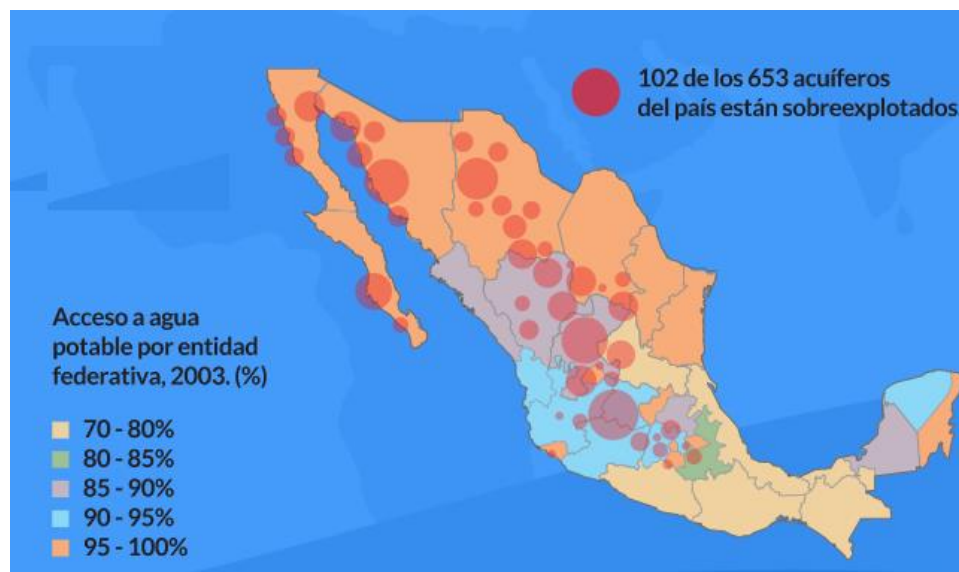 102 de los 653 acuíferos
del país están sobreexplotados
Acceso a agua
potable por entidad
federativa, 2003. (%)
70 - 80%
80 - 85%
85 - 90%
90 - 95%
95 - 100%